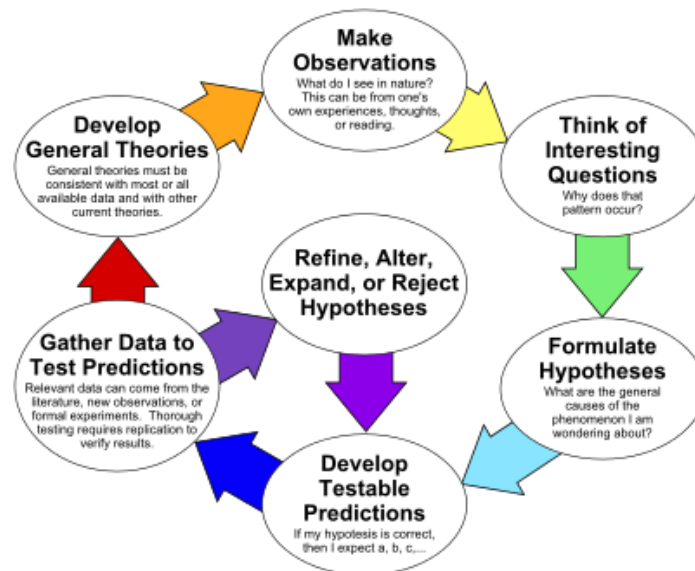 Make
Observations
What do I see in nature?
This can be from one's
own experiences, thoughts,
or reading.
Think of
Interesting
Questions
Why does that
pattern occur?
Formulate
Hypotheses
What are the general
causes of the
phenomenon I am
wondering about?
Develop
Testable
Predictions
If my hypotesis is correct,
then I expect a, b, c,...
Gather Data to
Test Predictions
Relevant data can come from the
literature, new observations, or
formal experiments. Thorough
testing requires replication to
verify results.
Refine, Alter,
Expand, or Reject
Hypotheses
Develop
General Theories
General theories must be
consistent with most or all
available data and with other
current theories.